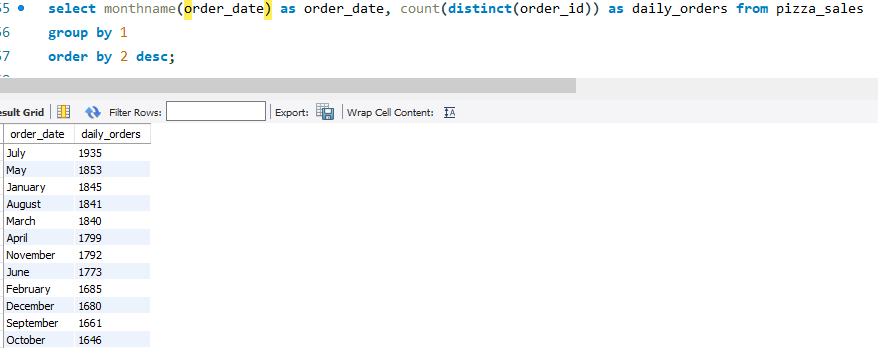 55 select monthname(order_date) as order_date, count(distinct(order_id)) as daily_orders from pizza_sales
56 group by 1
57 order by 2 desc;
esult Grid Filter Rows: Export: Wrap Cell Content: IA
order_date daily_orders
July 1935
May 1853
January 1845
August 1841
March 1840
April 1799
November 1792
June 1773
February 1685
December 1680
September 1661
October 1646